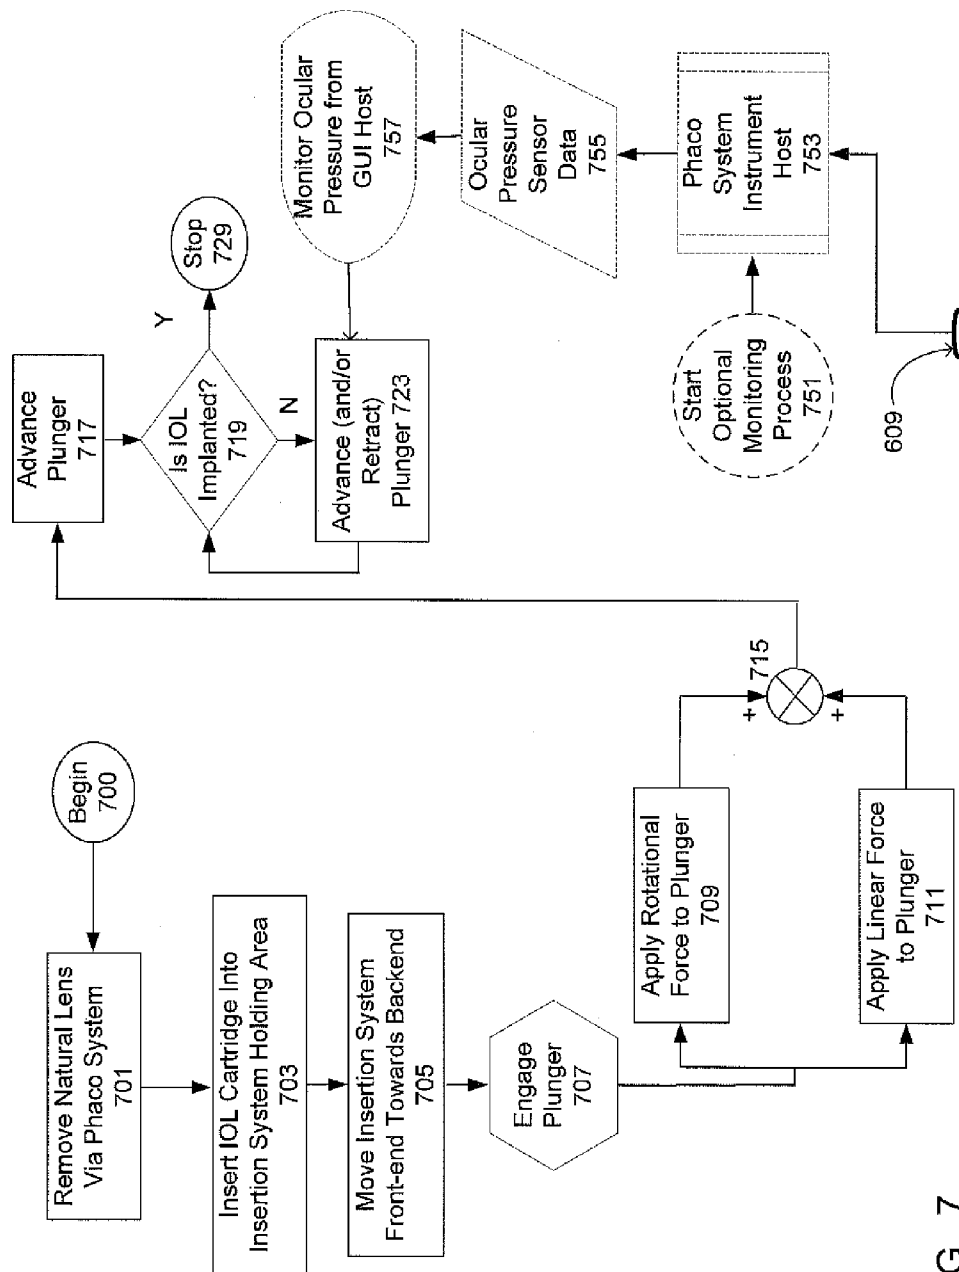 Begin
700
Remove Natural Lens
Via Phaco System
701
Insert IOL Cartridge Into
Insertion System Holding Area
703
Move Insertion System
Front-end Towards Backend
705
Engage
Plunger
707
Apply Rotational
Force to Plunger
709
Apply Linear Force
to Plunger
711
+
+
715
Advance
Plunger
717
Is IOL
Implanted?
719
Y
Stop
729
N
Advance (and/or
Retract)
Plunger 723
Monitor Ocular
Pressure from
GUI Host
757
Ocular
Pressure
Sensor
Data
755
Phaco
System
Instrument
Host
753
Start
Optional
Monitoring
Process
751
609
G 7